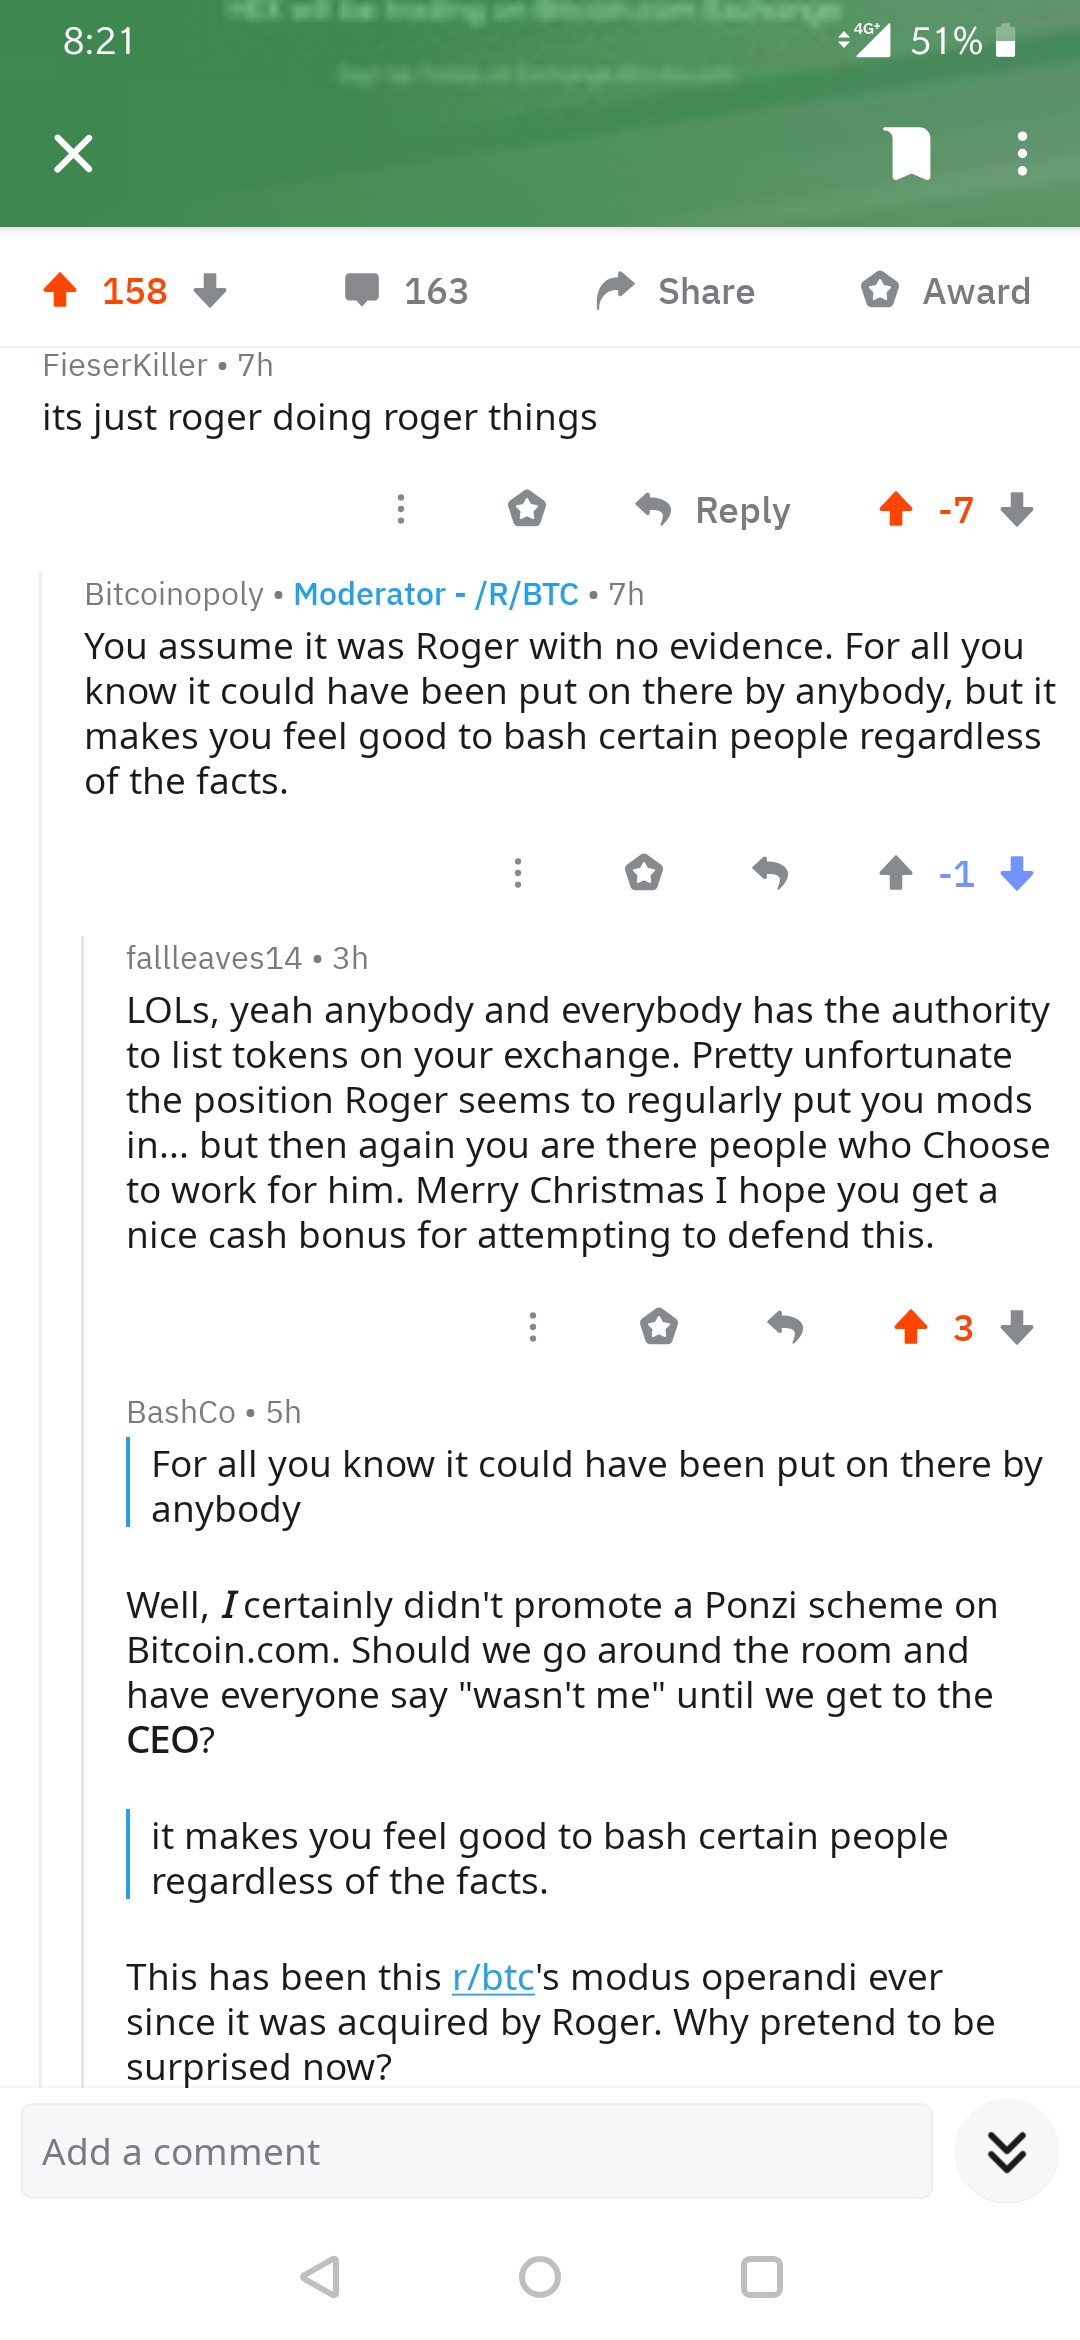 HEX will be trading on Bitcoin.com Exchange
8:21
4G+
51%
158
163
Share
Award
FieserKiller • 7h
its just roger doing roger things
Reply
-7
Bitcoinopoly • Moderator - /R/BTC • 7h
You assume it was Roger with no evidence. For all you
know it could have been put on there by anybody, but it
makes you feel good to bash certain people regardless
of the facts.
-1
fallleaves14 • 3h
LOLs, yeah anybody and everybody has the authority
to list tokens on your exchange. Pretty unfortunate
the position Roger seems to regularly put you mods
in... but then again you are there people who Choose
to work for him. Merry Christmas I hope you get a
nice cash bonus for attempting to defend this.
3
BashCo • 5h
For all you know it could have been put on there by
anybody
Well, I certainly didn't promote a Ponzi scheme on
Bitcoin.com. Should we go around the room and
have everyone say "wasn't me" until we get to the
CEO?
it makes you feel good to bash certain people
regardless of the facts.
This has been this r/btc's modus operandi ever
since it was acquired by Roger. Why pretend to be
surprised now?
Add a comment